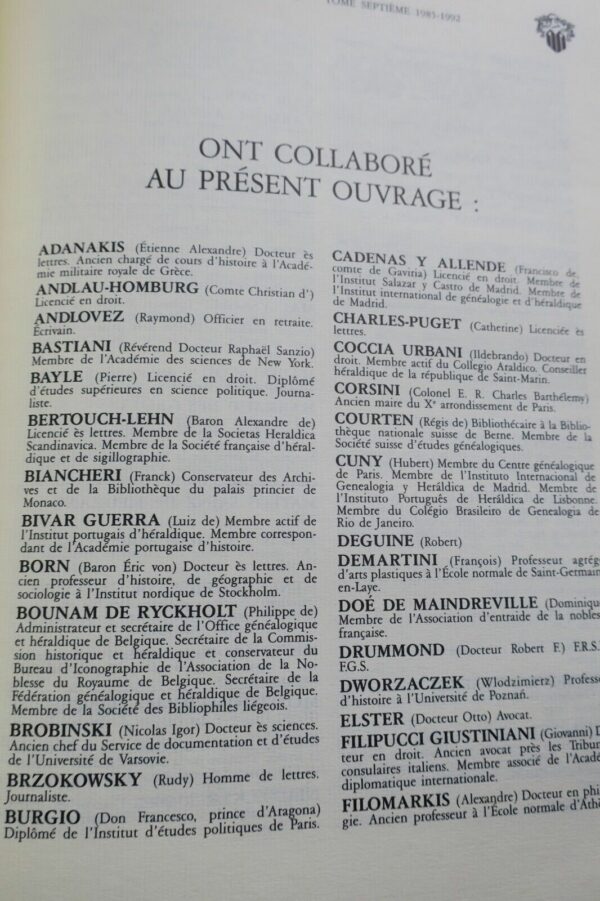 TOME SEPTIÈME 1985-1992
ONT COLLABORÉ
AU PRÉSENT OUVRAGE :
ADANAKIS (Étienne Alexandre) Docteur ès
lettres. Ancien chargé de cours d'histoire à l'Acadé-
mie militaire royale de Grèce.
ANDLAU-HOMBURG (Comte Christian d')
Licencié en droit.
ANDLOVEZ (Raymond) Officier en retraite.
Écrivain.
BASTIANI (Révérend Docteur Raphaël Sanzio)
Membre de l'Académie des sciences de New York.
BAYLE (Pierre) Licencié en droit. Diplômé
d'études supérieures en science politique. Journa-
liste.
BERTOUCH-LEHN (Baron Alexandre de)
Licencié ès lettres. Membre de la Societas Heraldica
Scandinavica. Membre de la Société française d'héral-
dique et de sigillographie.
BIANCHERI (Franck) Conservateur des Archi-
ves et de la Bibliothèque du palais princier de
Monaco.
BIVAR GUERRA (Luiz de) Membre actif de
l'Institut portugais d'héraldique. Membre correspon-
dant de l'Académie portugaise d'histoire.
BORN (Baron Éric von) Docteur ès lettres. An-
cien professeur d'histoire, de géographie et de
sociologie à l'Institut nordique de Stockholm.
BOUNAM DE RYCKHOLT (Philippe de)
Administrateur et secrétaire de l'Office généalogique
et héraldique de Belgique. Secrétaire de la Commis-
sion historique et héraldique et conservateur du
Bureau d'Iconographie de l'Association de la No-
blesse du Royaume de Belgique. Secrétaire de la
Fédération généalogique et héraldique de Belgique.
Membre de la Société des Bibliophiles liégeois.
BROBINSKI (Nicolas Igor) Docteur ès sciences.
Ancien chef du Service de documentation et d'études
de l'Université de Varsovie.
BRZOKOWSKY (Rudy) Homme de lettres.
Journaliste.
BURGIO (Don Francesco, prince d'Aragona)
Diplômé de l'Institut d'études politiques de Paris.
CADENAS Y ALLENDE (Francisco de,
comte de Gaviria) Licencié en droit. Membre de
l'Institut Salazar y Castro de Madrid. Membre de
l'Institut international de généalogie et d'héraldique
de Madrid.
CHARLES-PUGET (Catherine) Licenciée ès
lettres.
COCCIA URBANI (Ildebrando) Docteur en
droit. Membre actif du Collegio Araldico. Conseiller
héraldique de la république de Saint-Marin.
CORSINI (Colonel E. R. Charles Barthélemy)
Ancien maire du Xe arrondissement de Paris.
COURTEN (Régis de) Bibliothécaire à la Biblio-
thèque nationale suisse de Berne. Membre de la
Société suisse d'études généalogiques.
CUNY (Hubert) Membre du Centre généalogique
de Paris. Membre de l'Instituto Internacional de
Genealogia y Heráldica de Madrid. Membre de
l'Instituto Português de Heráldica de Lisbonne.
Membre du Colégio Brasileiro de Genealogia de
Rio de Janeiro.
DEGUINE (Robert)
DEMARTINI (François) Professeur agrégé
d'arts plastiques à l'École normale de Saint-Germain
en-Laye.
DOÉ DE MAINDREVILLE (Dominique
Membre de l'Association d'entraide de la nobles
française.
DRUMMOND (Docteur Robert F.) F.R.S.
F.G.S.
DWORZACZEK (Wlodzimierz) Profess
d'histoire à l'Université de Poznań.
ELSTER (Docteur Otto) Avocat.
FILIPUCCI GIUSTINIANI (Giovanni) D
teur en droit. Ancien avocat près les Tribun
consulaires italiens. Membre associé de l'Acad
diplomatique internationale.
FILOMARKIS (Alexandre) Docteur en phi
gie. Ancien professeur à l'École normale d'Ath